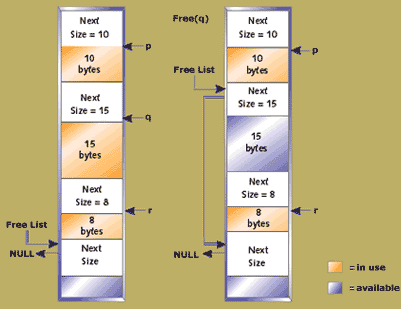 Next
Size = 10
p
10
bytes
Next
Size = 15
q
15
bytes
Next
Size = 8
r
8
bytes
Free List
NULL
Next
Size
Free(q)
Next
Size = 10
p
10
bytes
Free List
Next
Size = 15
15
bytes
Next
Size = 8
r
8
bytes
NULL
Next
Size
= in use
= available